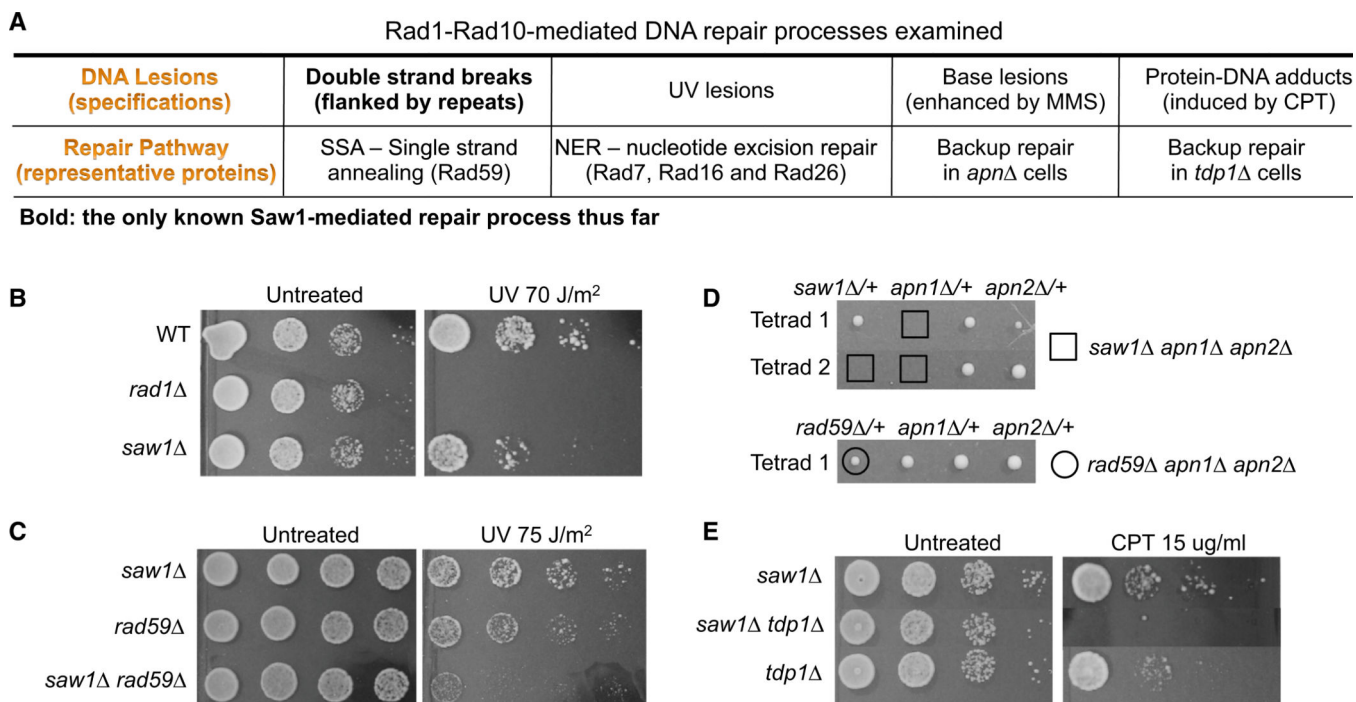 A
Rad1-Rad10-mediated DNA repair processes examined
DNA Lesions
(specifications)
Double strand breaks
(flanked by repeats)
UV lesions
Base lesions
(enhanced by MMS)
Protein-DNA adducts
(induced by CPT)
Repair Pathway
(representative proteins)
SSA – Single strand
annealing (Rad59)
NER – nucleotide excision repair
(Rad7, Rad16 and Rad26)
Backup repair
in apnΔ cells
Backup repair
in tdp1Δ cells
Bold: the only known Saw1-mediated repair process thus far
B
Untreated
UV 70 J/m²
WT
rad1Δ
saw1Δ
C
Untreated
UV 75 J/m²
saw1Δ
rad59Δ
saw1Δ rad59Δ
D
saw1Δ/+ apn1Δ/+ apn2Δ/+
Tetrad 1
Tetrad 2
saw1Δ apn1Δ apn2Δ
rad59Δ/+ apn1Δ/+ apn2Δ/+
Tetrad 1
rad59Δ apn1Δ apn2Δ
E
Untreated
CPT 15 ug/ml
saw1Δ
saw1Δ tdp1Δ
tdp1Δ